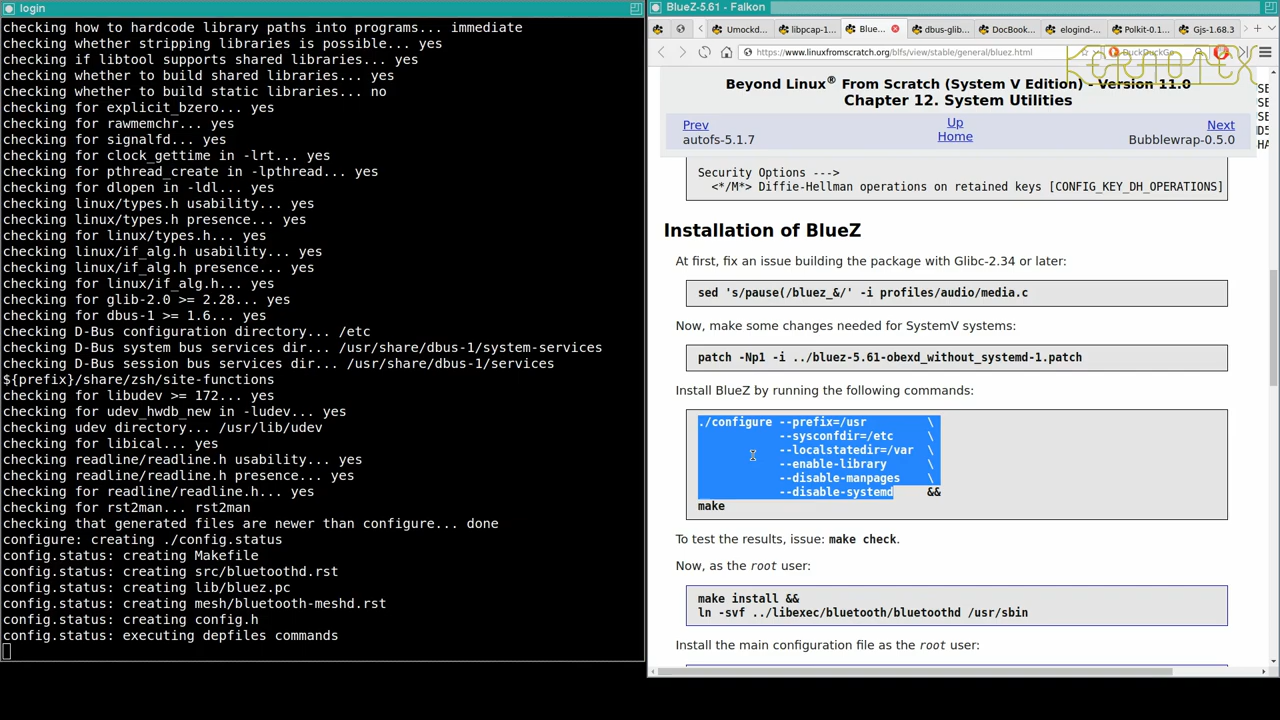 login
checking how to hardcode library paths into programs... immediate
checking whether stripping libraries is possible... yes
checking if libtool supports shared libraries... yes
checking whether to build shared libraries... yes
checking whether to build static libraries... no
checking for explicit_bzero... yes
checking for rawmemchr... yes
checking for signalfd... yes
checking for clock_gettime in -lrt... yes
checking for pthread_create in -lpthread... yes
checking for dlopen in -ldl... yes
checking linux/types.h usability... yes
checking linux/types.h presence... yes
checking for linux/types.h... yes
checking linux/if_alg.h usability... yes
checking linux/if_alg.h presence... yes
checking for linux/if_alg.h... yes
checking for glib-2.0 >= 2.28... yes
checking for dbus-1 >= 1.6... yes
checking D-Bus configuration directory... /etc
checking D-Bus system bus services dir... /usr/share/dbus-1/system-services
checking D-Bus session bus services dir... /usr/share/dbus-1/services
${prefix}/share/zsh/site-functions
checking for libudev >= 172... yes
checking for udev_hwdb_new in -ludev... yes
checking udev directory... /usr/lib/udev
checking for libical... yes
checking readline/readline.h usability... yes
checking readline/readline.h presence... yes
checking for readline/readline.h... yes
checking for rst2man... rst2man
checking that generated files are newer than configure... done
configure: creating ./config.status
config.status: creating Makefile
config.status: creating src/bluetoothd.rst
config.status: creating lib/bluez.pc
config.status: creating mesh/bluetooth-meshd.rst
config.status: creating config.h
config.status: executing depfiles commands
BlueZ-5.61 - Falkon
Umockd... libpcap-1... Blue... dbus-glib... DocBook... elogind-... Polkit-0.1... Gjs-1.68.3
https://www.linuxfromscratch.org/blfs/view/stable/general/bluez.html DuckDuckGo
KERNOTEX
Beyond Linux® From Scratch (System V Edition) - Version 11.0
Chapter 12. System Utilities
Prev Up Next
autofs-5.1.7 Home Bubblewrap-0.5.0
Security Options --->
<*/M*> Diffie-Hellman operations on retained keys [CONFIG_KEY_DH_OPERATIONS]
Installation of BlueZ
At first, fix an issue building the package with Glibc-2.34 or later:
sed 's/pause(/bluez_&/' -i profiles/audio/media.c
Now, make some changes needed for SystemV systems:
patch -Np1 -i ../bluez-5.61-obexd_without_systemd-1.patch
Install BlueZ by running the following commands:
./configure --prefix=/usr \
--sysconfdir=/etc \
--localstatedir=/var \
--enable-library \
--disable-manpages \
--disable-systemd &&
make
To test the results, issue: make check.
Now, as the root user:
make install &&
ln -svf ../libexec/bluetooth/bluetoothd /usr/sbin
Install the main configuration file as the root user: